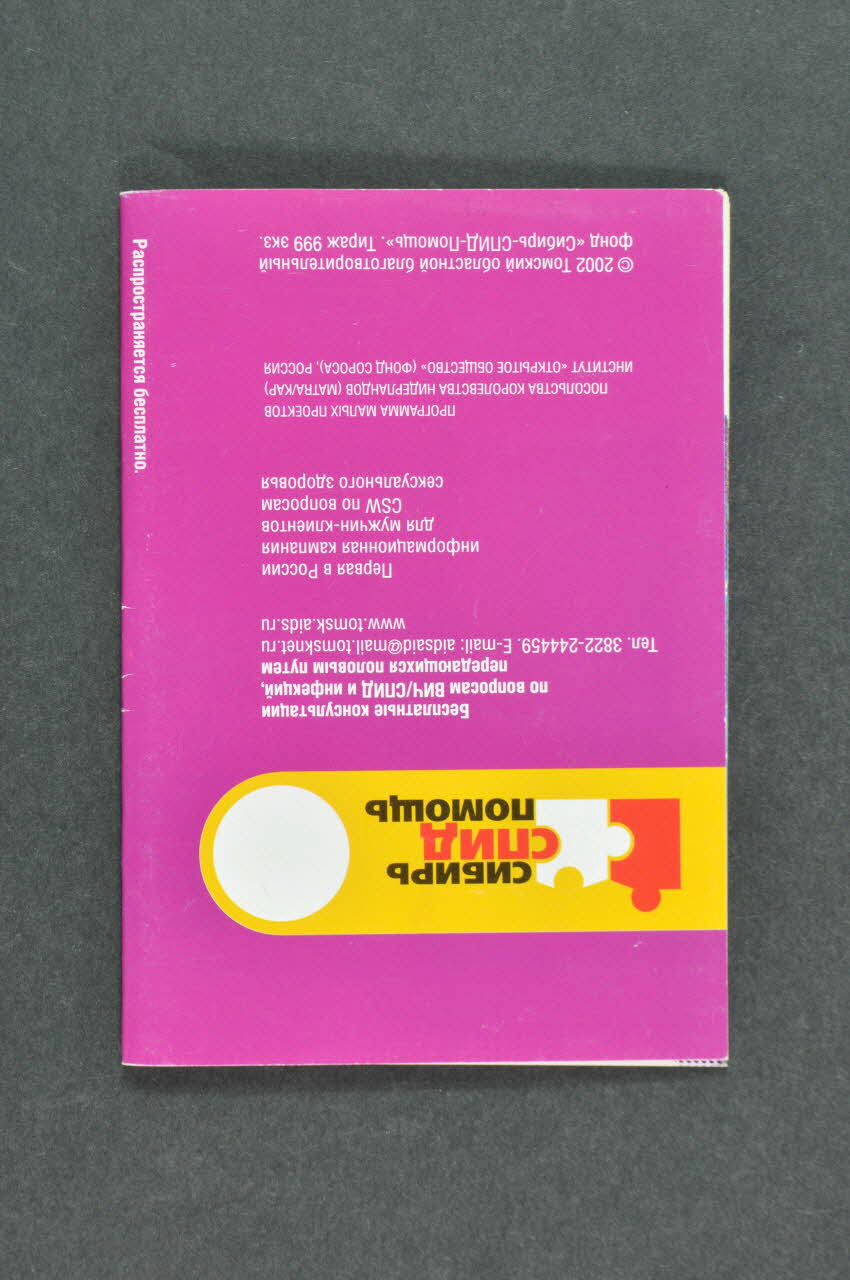 СИБИРЬ
СПИД
ПОМОЩЬ
Бесплатные консультации
по вопросам ВИЧ/СПИД и инфекций,
передающихся половым путем
Тел. 3822-244459. E-mail: aidsaid@mail.tomsknet.ru
www.tomsk.aids.ru
Первая в России
информационная кампания
для мужчин-клиентов
CSW по вопросам
сексуального здоровья
ПРОГРАММА МАЛЫХ ПРОЕКТОВ
ПОСОЛЬСТВА КОРОЛЕВСТВА НИДЕРЛАНДОВ (MATRA/KAP)
ИНСТИТУТ «ОТКРЫТОЕ ОБЩЕСТВО» (ФОНД СОРОСА), РОССИЯ
© 2002 Томский областной благотворительный
фонд «Сибирь-СПИД-Помощь». Тираж 999 экз.
Распространяется бесплатно.